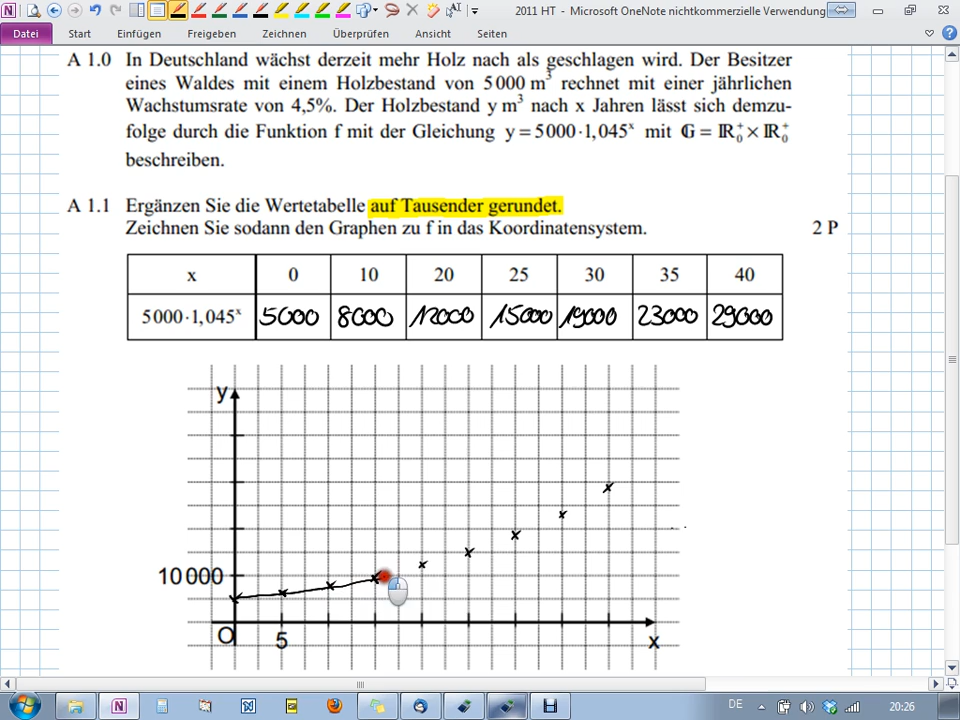 2011 HT - Microsoft OneNote nichtkommerzielle Verwendung
Datei Start Einfügen Freigeben Zeichnen Überprüfen Ansicht Seiten
A 1.0 In Deutschland wächst derzeit mehr Holz nach als geschlagen wird. Der Besitzer
eines Waldes mit einem Holzbestand von 5 000 m³ rechnet mit einer jährlichen
Wachstumsrate von 4,5%. Der Holzbestand y m³ nach x Jahren lässt sich demzu-
folge durch die Funktion f mit der Gleichung y = 5 000 · 1,045ˣ mit 𝔾 = ℝ₀⁺ × ℝ₀⁺
beschreiben.
A 1.1 Ergänzen Sie die Wertetabelle auf Tausender gerundet.
Zeichnen Sie sodann den Graphen zu f in das Koordinatensystem. 2 P
x 0 10 20 25 30 35 40
5 000 · 1,045ˣ 5000 8000 12000 15000 19000 23000 29000
y
10 000
O 5 x
DE 20:26